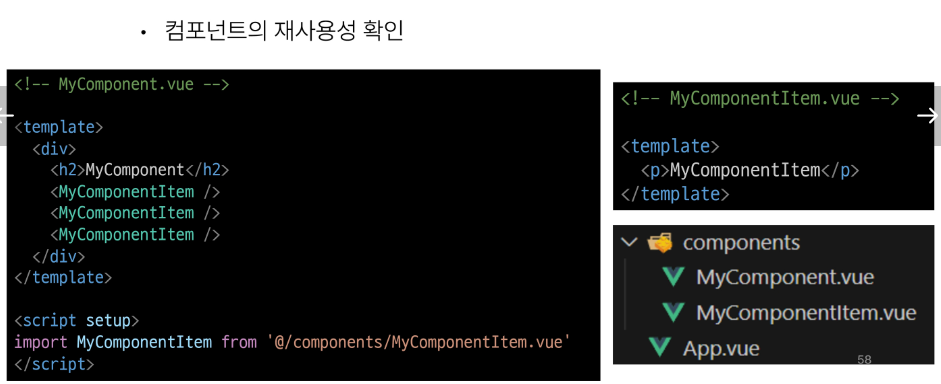 • 컴포넌트의 재사용성 확인
<!-- MyComponent.vue -->
<template>
<div>
<h2>MyComponent</h2>
<MyComponentItem />
<MyComponentItem />
<MyComponentItem />
</div>
</template>
<script setup>
import MyComponentItem from '@/components/MyComponentItem.vue'
</script>
<!-- MyComponentItem.vue -->
<template>
<p>MyComponentItem</p>
</template>
components
MyComponent.vue
MyComponentItem.vue
App.vue
58